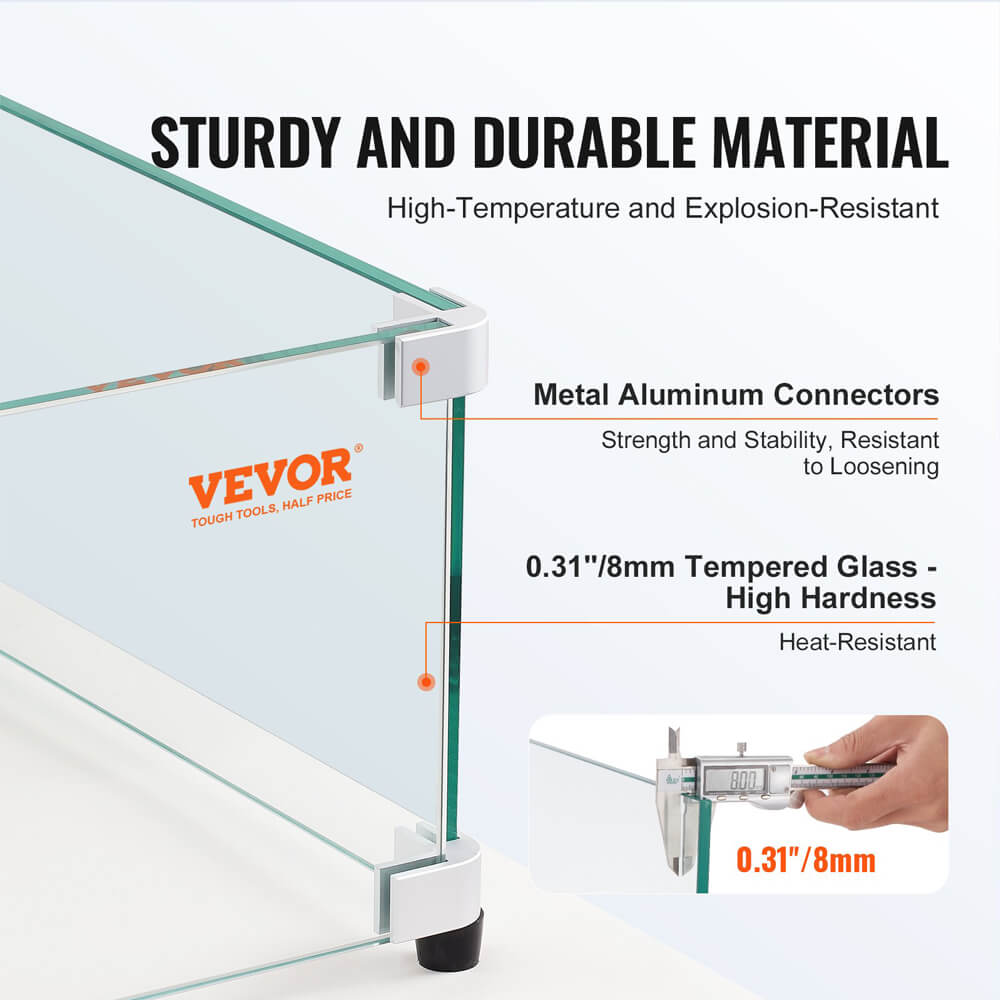 STURDY AND DURABLE MATERIAL
High-Temperature and Explosion-Resistant
Metal Aluminum Connectors
Strength and Stability, Resistant
to Loosening
VEVOR®
TOUGH TOOLS, HALF PRICE
0.31"/8mm Tempered Glass -
High Hardness
Heat-Resistant
8.00
0.31"/8mm